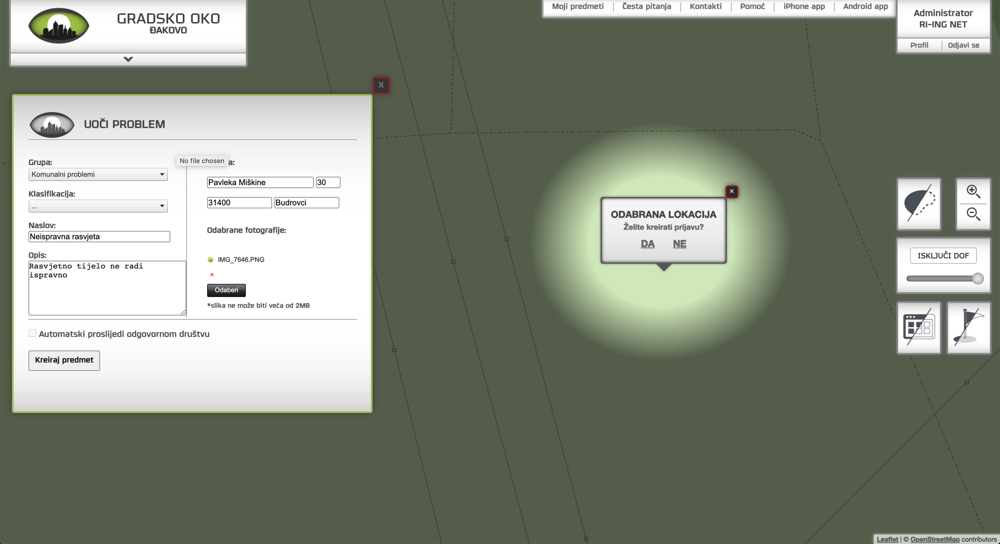 GRADSKO OKO
ĐAKOVO
Moji predmeti
Česta pitanja
Kontakti
Pomoć
iPhone app
Android app
Administrator
RI-ING NET
Profil
Odjavi se
X
UOČI PROBLEM
Grupa:
Komunalni problemi
Klasifikacija:
...
Naslov:
Neispravna rasvjeta
Opis:
Rasvjetno tijelo ne radi
ispravno
No file chosen
a:
Pavleka Miškine 30
31400 Budrovci
Odabrane fotografije:
IMG_7646.PNG
×
Odaberi
*slika ne može biti veća od 2MB
Automatski proslijedi odgovornom društvu
Kreiraj predmet
×
ODABRANA LOKACIJA
Želite kreirati prijavu?
DA NE
ISKLJUČI DOF
Leaflet | © OpenStreetMap contributors